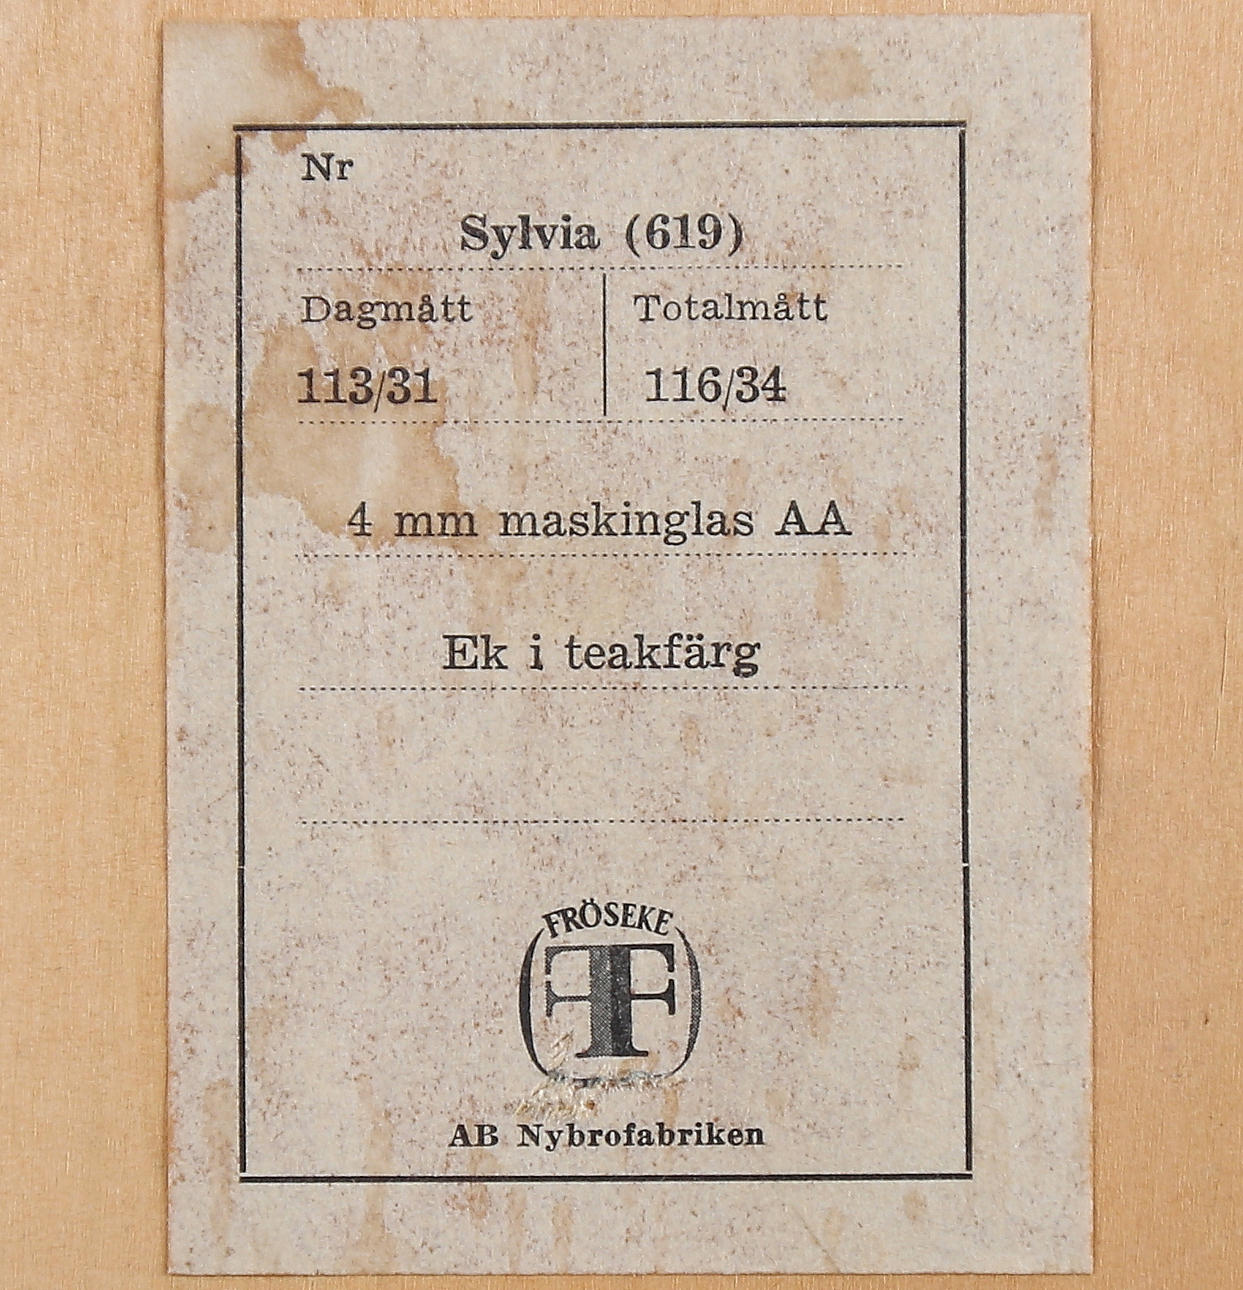 Nr
Sylvia (619)
Dagmått Totalmått
113/31 116/34
4 mm maskinglas AA
Ek i teakfärg
FRÖSEKE
F
AB Nybrofabriken